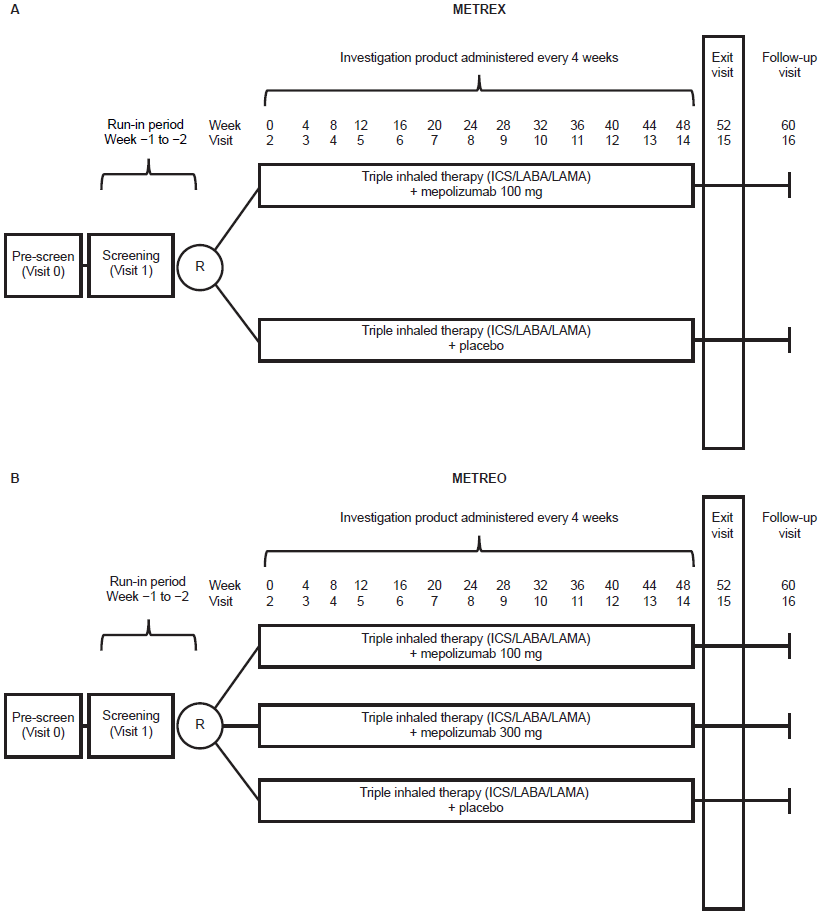 A
METREX
Investigation product administered every 4 weeks
Exit
visit
Follow-up
visit
Run-in period
Week −1 to −2
Week 0 4 8 12 16 20 24 28 32 36 40 44 48 52 60
Visit 2 3 4 5 6 7 8 9 10 11 12 13 14 15 16
Triple inhaled therapy (ICS/LABA/LAMA)
+ mepolizumab 100 mg
Pre-screen
(Visit 0)
Screening
(Visit 1)
R
Triple inhaled therapy (ICS/LABA/LAMA)
+ placebo
B
METREO
Investigation product administered every 4 weeks
Exit
visit
Follow-up
visit
Run-in period
Week −1 to −2
Week 0 4 8 12 16 20 24 28 32 36 40 44 48 52 60
Visit 2 3 4 5 6 7 8 9 10 11 12 13 14 15 16
Triple inhaled therapy (ICS/LABA/LAMA)
+ mepolizumab 100 mg
Pre-screen
(Visit 0)
Screening
(Visit 1)
R
Triple inhaled therapy (ICS/LABA/LAMA)
+ mepolizumab 300 mg
Triple inhaled therapy (ICS/LABA/LAMA)
+ placebo